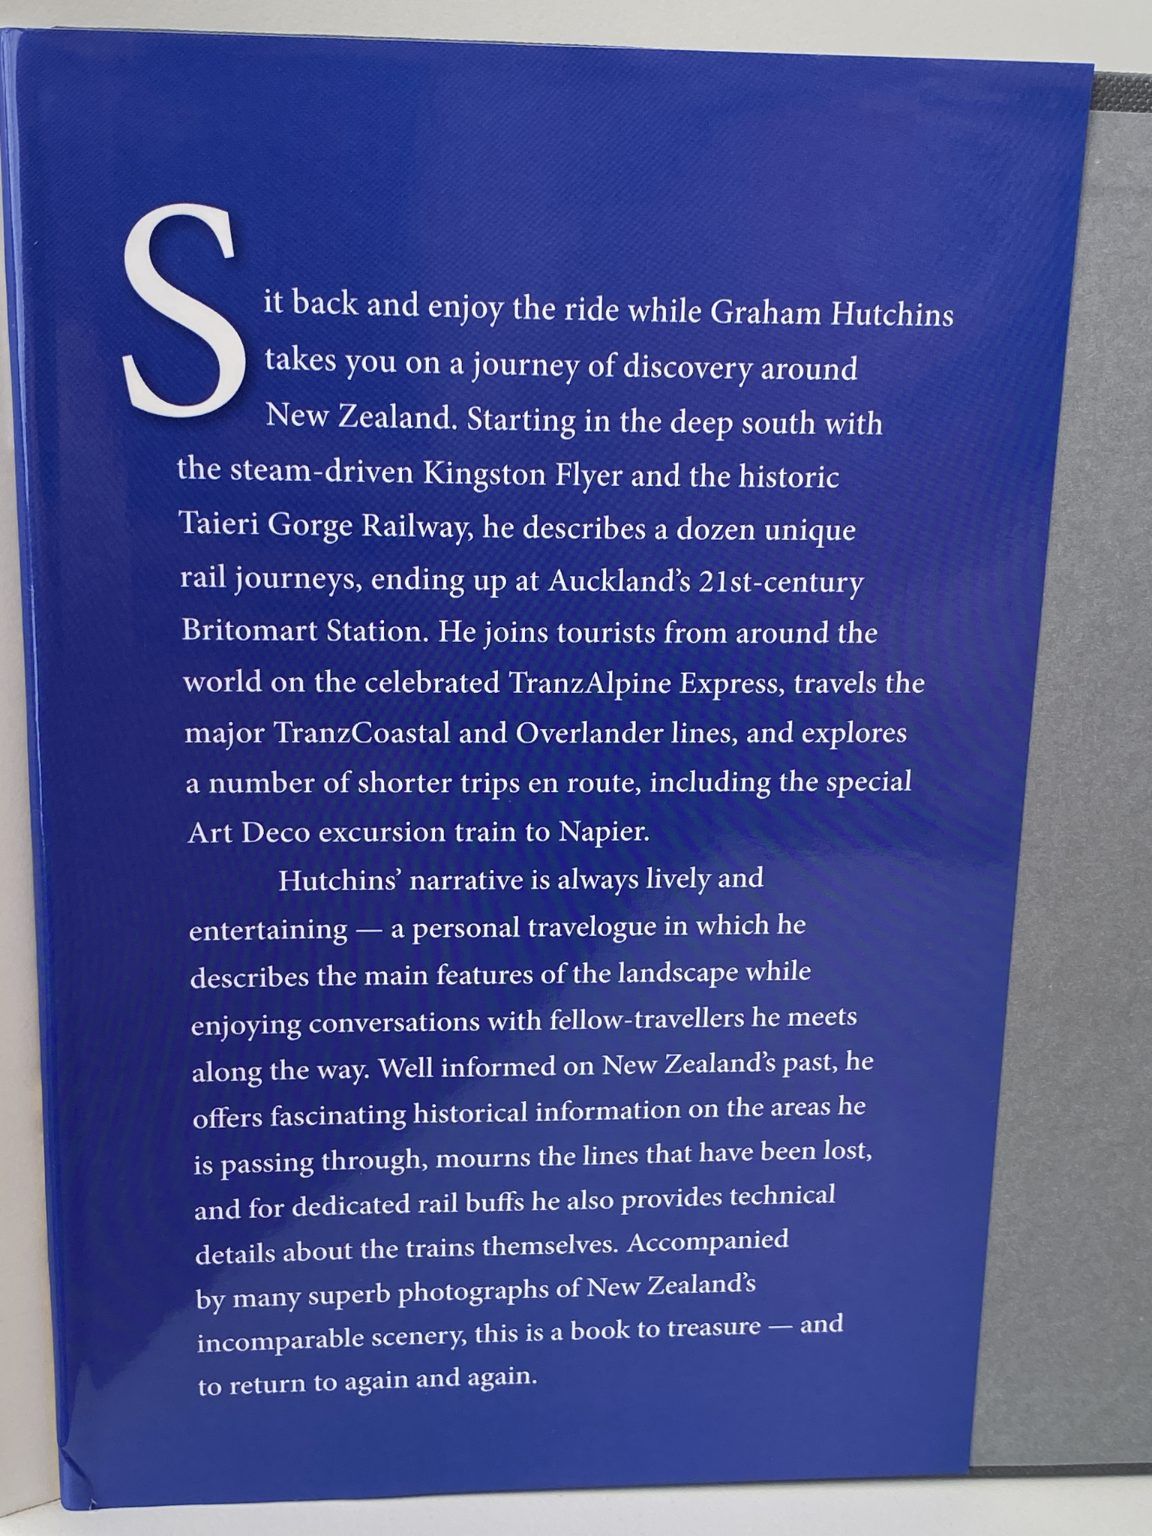 Sit back and enjoy the ride while Graham Hutchins
takes you on a journey of discovery around
New Zealand. Starting in the deep south with
the steam-driven Kingston Flyer and the historic
Taieri Gorge Railway, he describes a dozen unique
rail journeys, ending up at Auckland’s 21st-century
Britomart Station. He joins tourists from around the
world on the celebrated TranzAlpine Express, travels the
major TranzCoastal and Overlander lines, and explores
a number of shorter trips en route, including the special
Art Deco excursion train to Napier.
Hutchins’ narrative is always lively and
entertaining — a personal travelogue in which he
describes the main features of the landscape while
enjoying conversations with fellow-travellers he meets
along the way. Well informed on New Zealand’s past, he
offers fascinating historical information on the areas he
is passing through, mourns the lines that have been lost,
and for dedicated rail buffs he also provides technical
details about the trains themselves. Accompanied
by many superb photographs of New Zealand’s
incomparable scenery, this is a book to treasure — and
to return to again and again.